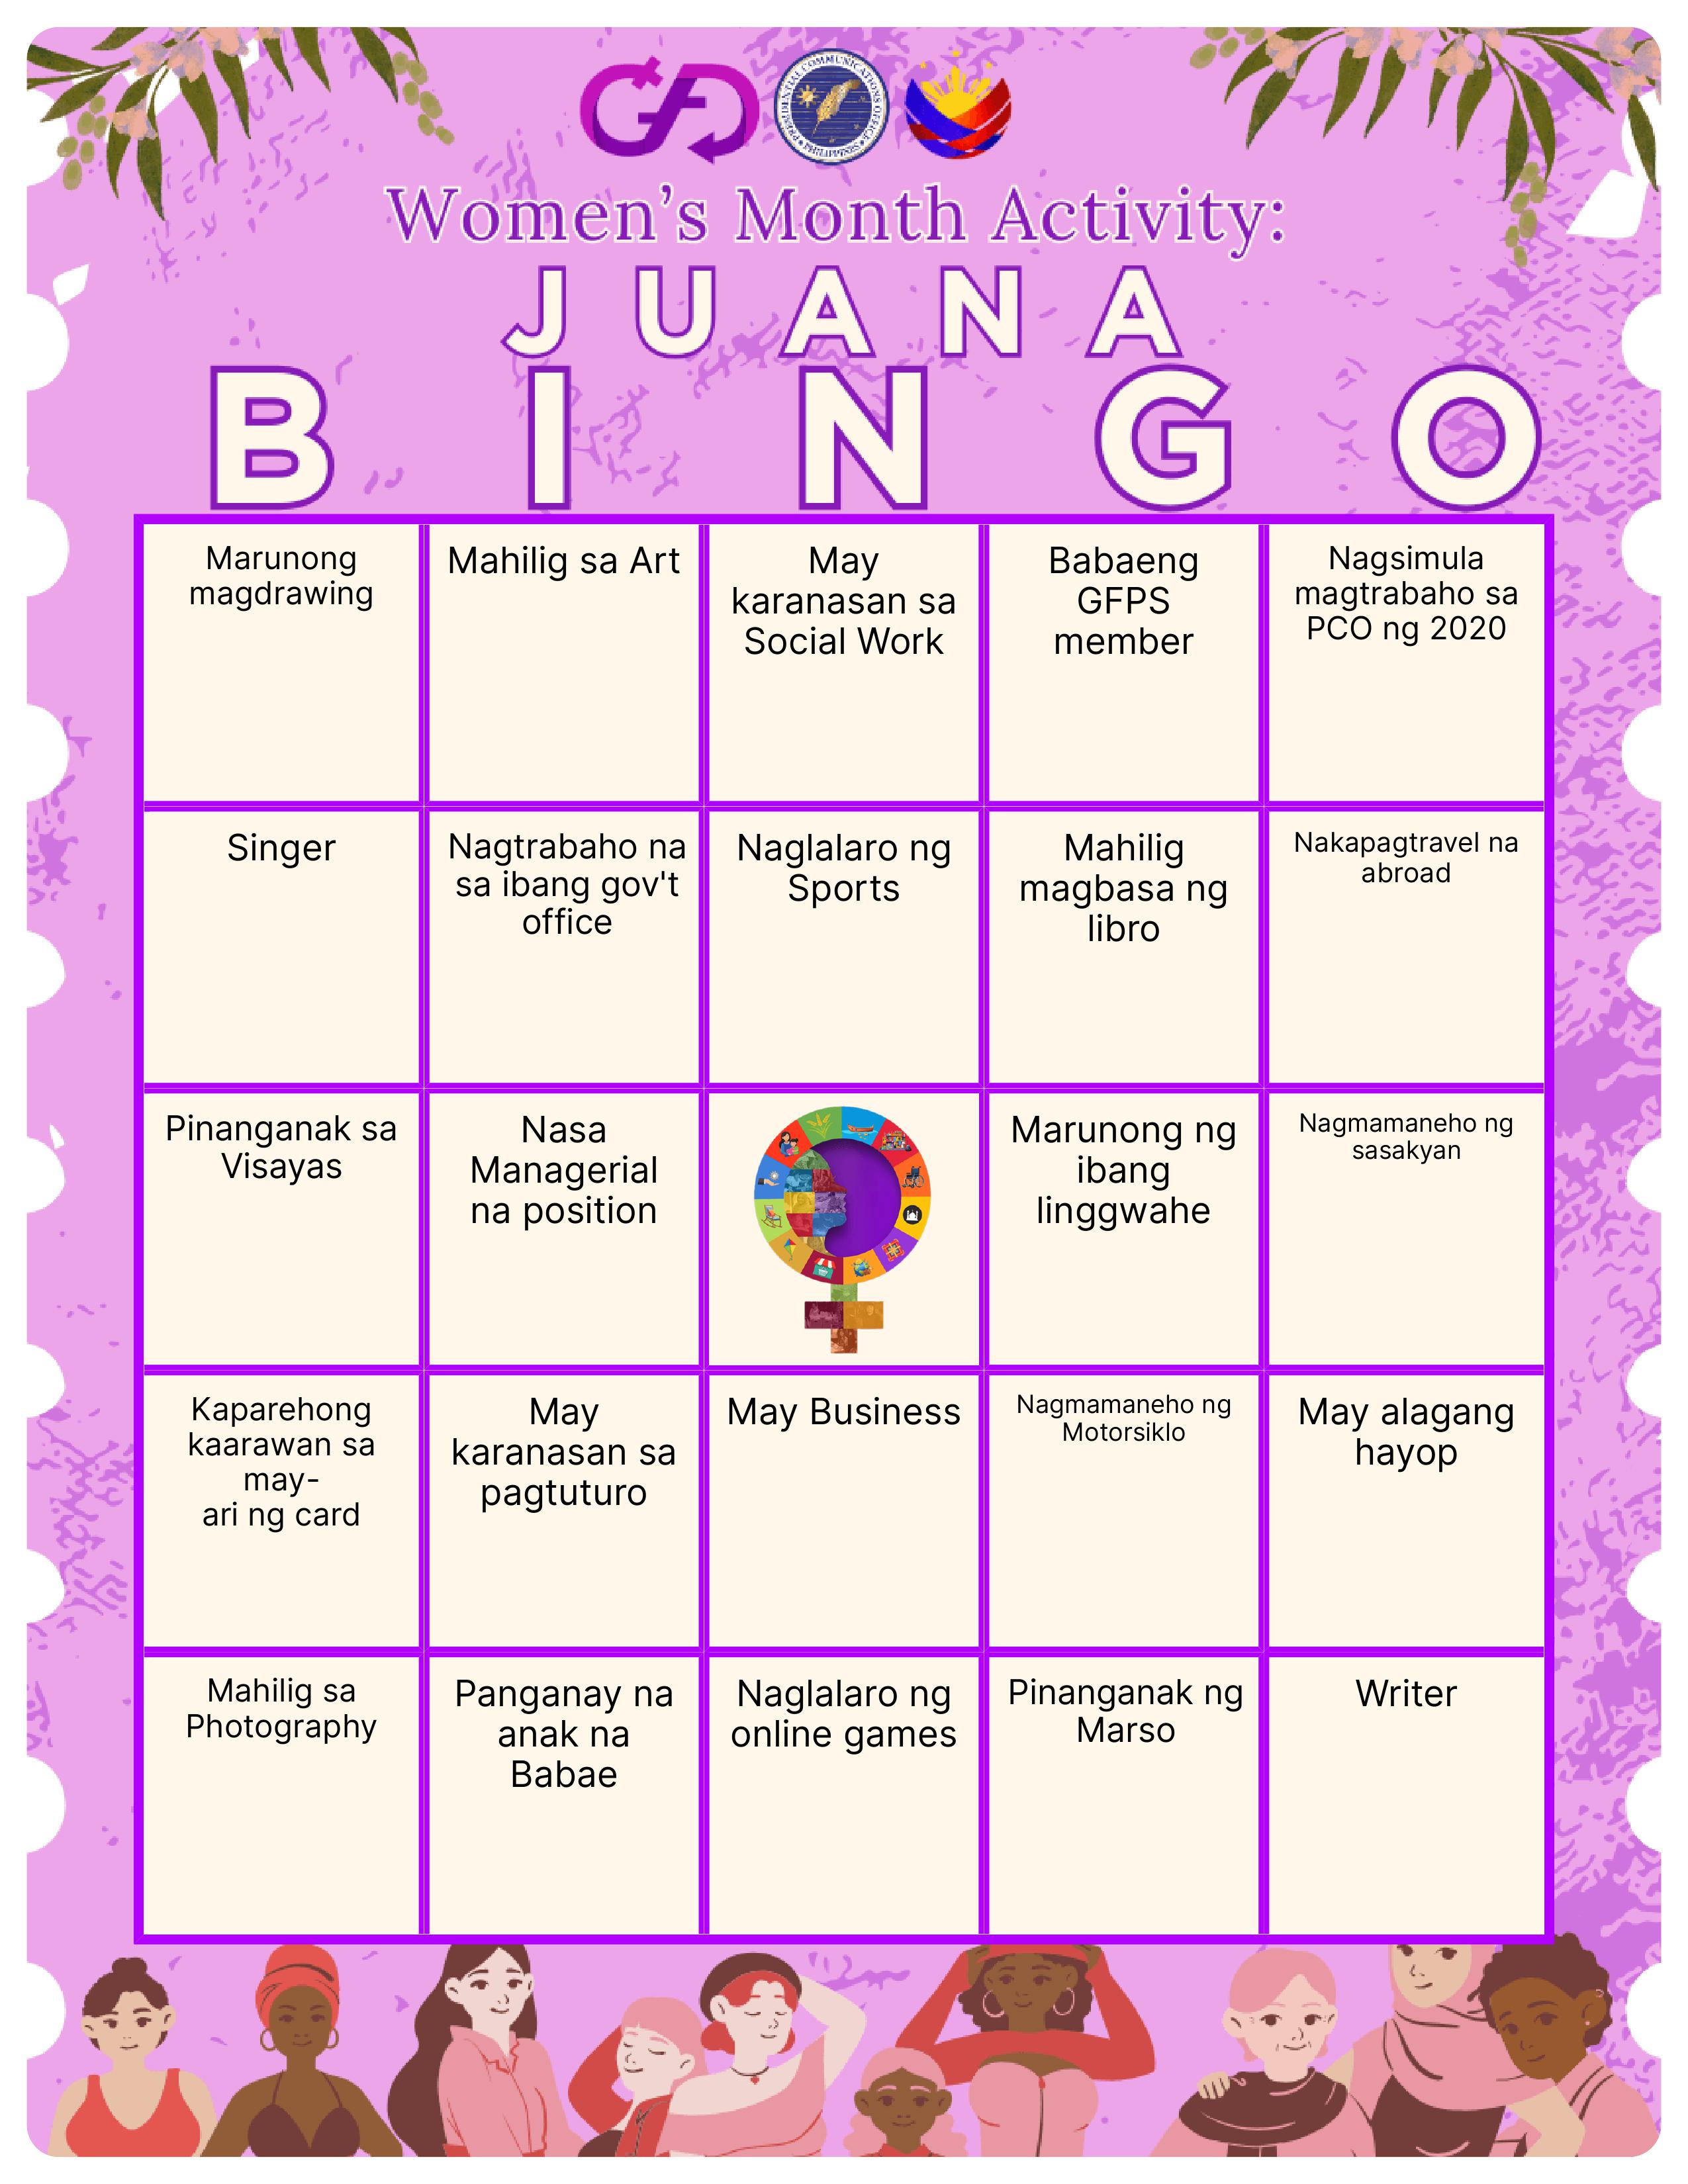 PRESIDENTIAL COMMUNICATIONS OFFICE
PHILIPPINES
Women's Month Activity:
JUANA
BINGO
Marunong
magdrawing
Mahilig sa Art
May
karanasan sa
Social Work
Babaeng
GFPS
member
Nagsimula
magtrabaho sa
PCO ng 2020
Singer
Nagtrabaho na
sa ibang gov't
office
Naglalaro ng
Sports
Mahilig
magbasa ng
libro
Nakapagtravel na
abroad
Pinanganak sa
Visayas
Nasa
Managerial
na position
Marunong ng
ibang
linggwahe
Nagmamaneho ng
sasakyan
Kaparehong
kaarawan sa
may-
ari ng card
May
karanasan sa
pagtuturo
May Business
Nagmamaneho ng
Motorsiklo
May alagang
hayop
Mahilig sa
Photography
Panganay na
anak na
Babae
Naglalaro ng
online games
Pinanganak ng
Marso
Writer